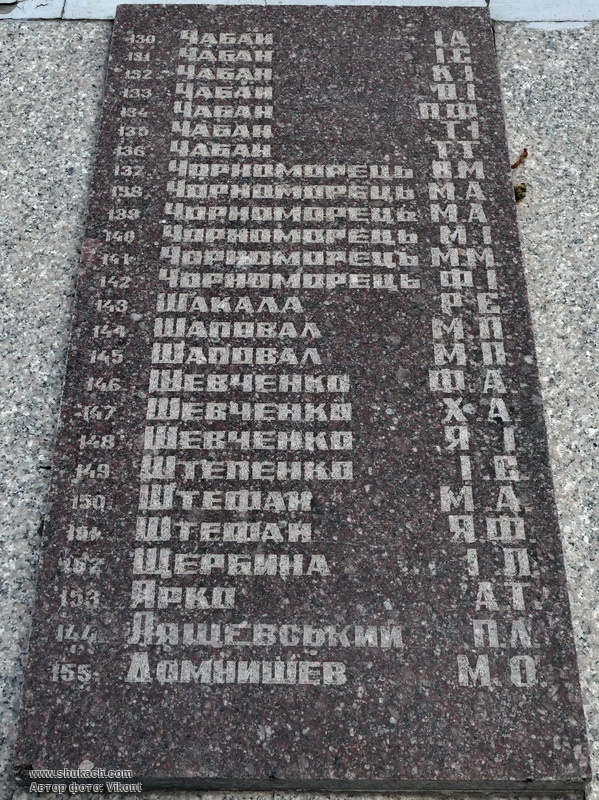 130. ЧАБАН І.А
131 ЧАБАН І.С
132. ЧАБАН К.І
133 ЧАБАН Ф.І
134 ЧАБАН П.Ф
135 ЧАБАН Т.І
136. ЧАБАН Т.Т
137. ЧОРНОМОРЕЦЬ В.М
138. ЧОРНОМОРЕЦЬ М.А
139 ЧОРНОМОРЕЦЬ М.А
140 ЧОРНОМОРЕЦЬ М.І
141. ЧОРНОМОРЕЦЬ М.М
142 ЧОРНОМОРЕЦЬ Ф.І
143. ШАКАЛА Р.Е
144. ШАПОВАЛ М.П
145 ШАПОВАЛ М.П
146. ШЕВЧЕНКО Ф.А
147 ШЕВЧЕНКО Х.А
148. ШЕВЧЕНКО Я.І
149. ШТЕПЕНКО І.С.
150. ШТЕФАН М.А.
151. ШТЕФАН Я.Ф.
152 ЩЕРБИНА І.Л.
153 ЯРКО А.Т.
144. ЛЯЩЕВСЬКИЙ П.Л.
155. ДОМНИШЕВ М.О.
www.shukach.com
Автор фото: Vikont